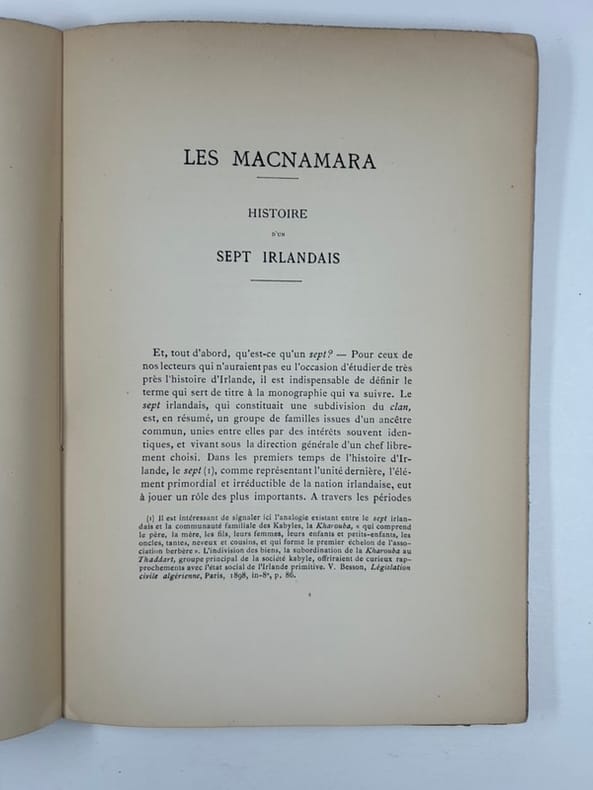 LES MACNAMARA
HISTOIRE
D'UN
SEPT IRLANDAIS
Et, tout d'abord, qu'est-ce qu'un sept? — Pour ceux de
nos lecteurs qui n'auraient pas eu l'occasion d'étudier de très
près l'histoire d'Irlande, il est indispensable de définir le
terme qui sert de titre à la monographie qui va suivre. Le
sept irlandais, qui constituait une subdivision du clan,
est, en résumé, un groupe de familles issues d'un ancêtre
commun, unies entre elles par des intérêts souvent iden-
tiques, et vivant sous la direction générale d'un chef libre-
ment choisi. Dans les premiers temps de l'histoire d'Ir-
lande, le sept (1), comme représentant l'unité dernière, l'élé-
ment primordial et irréductible de la nation irlandaise, eut
à jouer un rôle des plus importants. A travers les périodes
(1) Il est intéressant de signaler ici l'analogie existant entre le sept irlan-
dais et la communauté familiale des Kabyles, la Kharouba, « qui comprend
le père, la mère, les fils, leurs femmes, leurs enfants et petits-enfants, les
oncles, tantes, neveux et cousins, et qui forme le premier échelon de l'asso-
ciation berbère ». L'indivision des biens, la subordination de la Kharouba au
Thaddart, groupe principal de la société kabyle, offriraient de curieux rap-
prochements avec l'état social de l'Irlande primitive. V. Besson, Législation
civile algérienne, Paris, 1898, in-8°, p. 86.